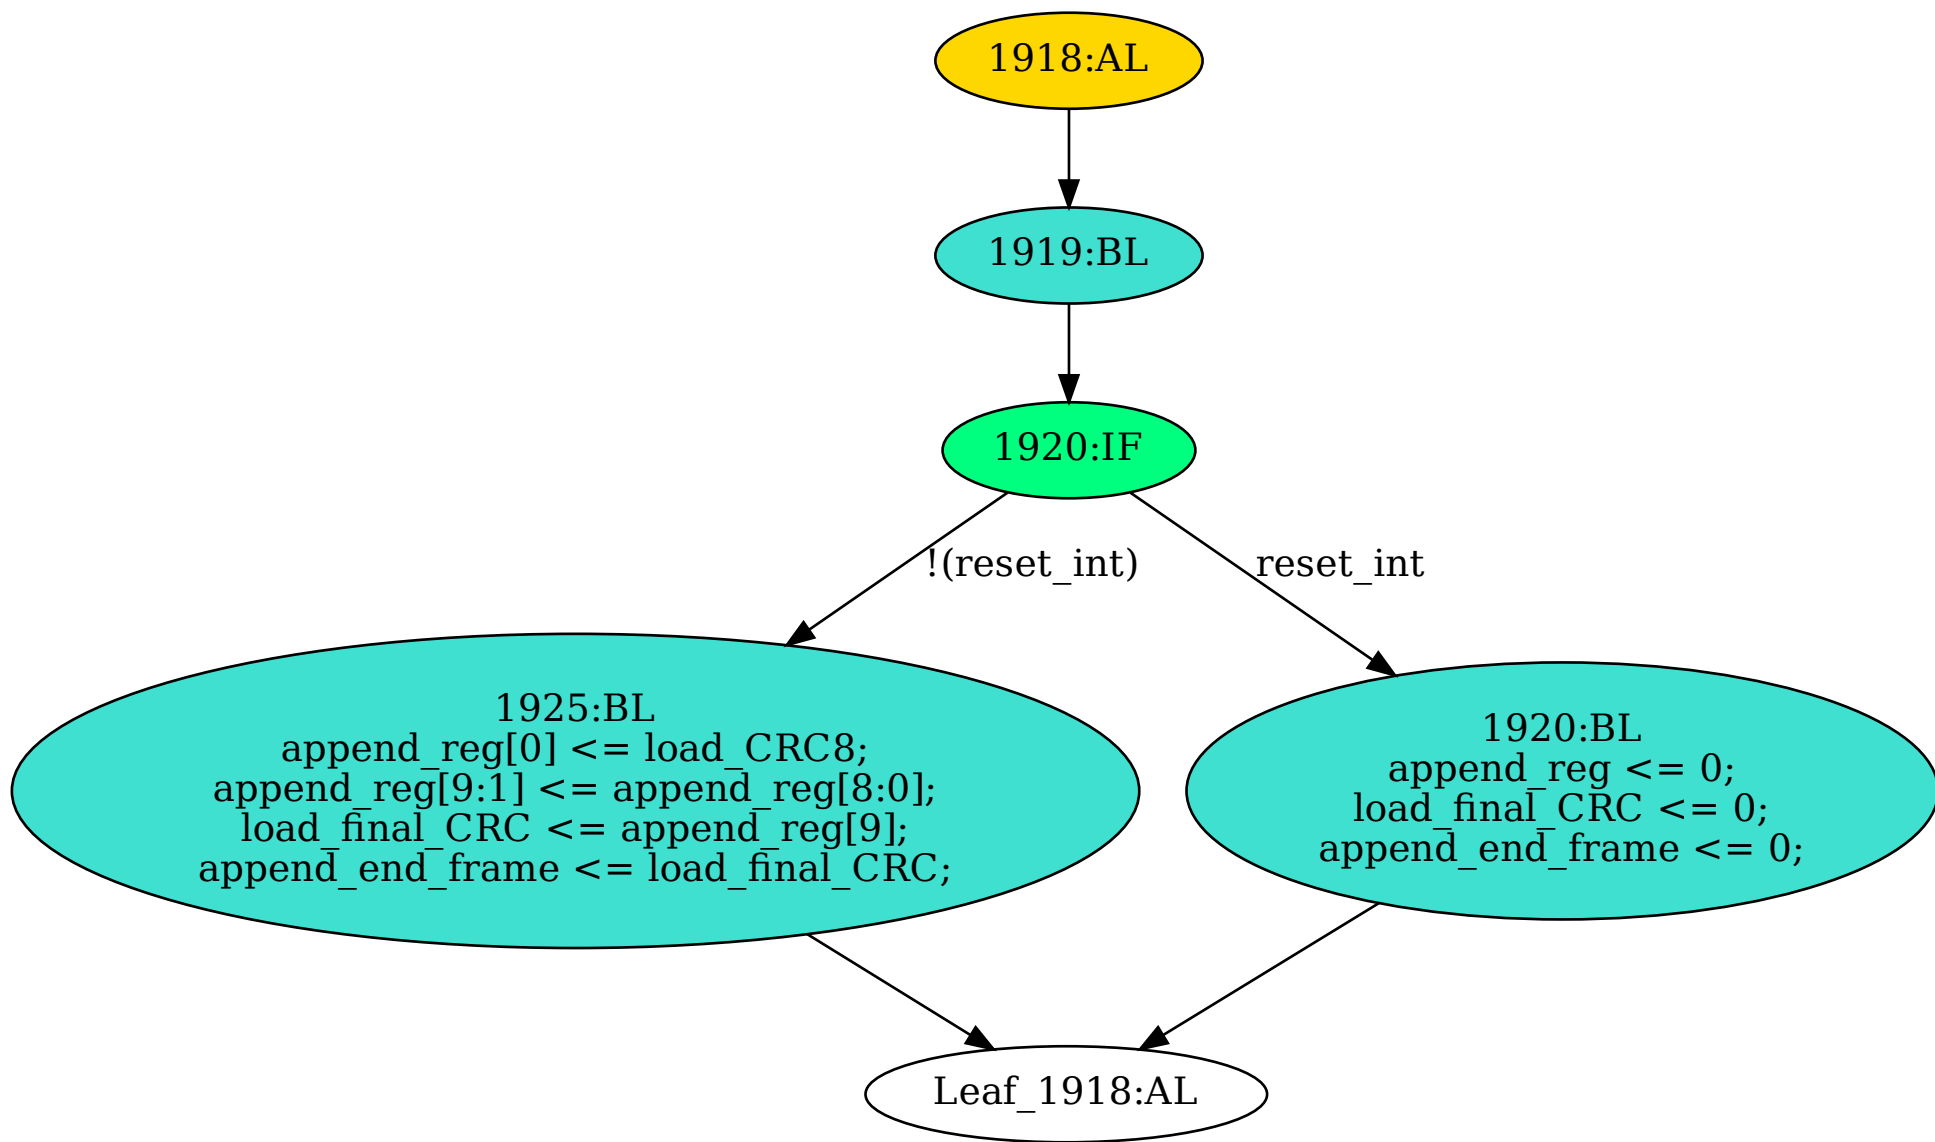 1918:AL
1919:BL
1920:IF
!(reset_int)
reset_int
1925:BL
append_reg[0] <= load_CRC8;
append_reg[9:1] <= append_reg[8:0];
load_final_CRC <= append_reg[9];
append_end_frame <= load_final_CRC;
1920:BL
append_reg <= 0;
load_final_CRC <= 0;
append_end_frame <= 0;
Leaf_1918:AL